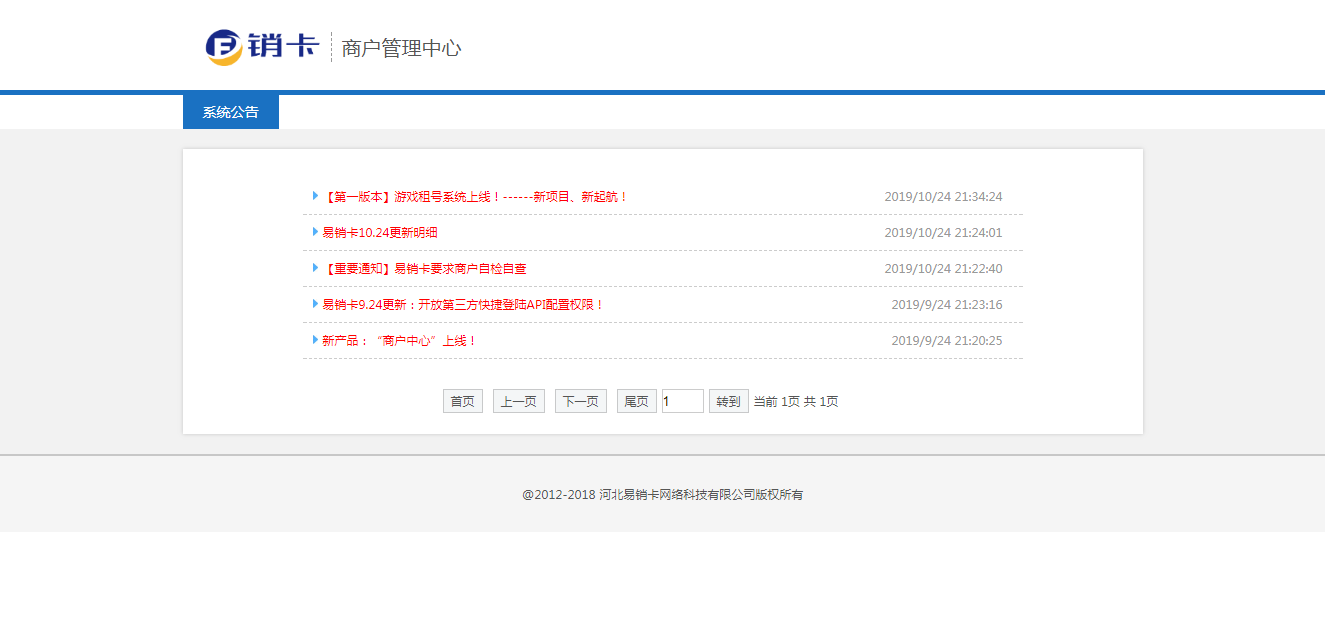 易销卡 商户管理中心
系统公告
【第一版本】游戏租号系统上线！------新项目、新起航！ 2019/10/24 21:34:24
易销卡10.24更新明细 2019/10/24 21:24:01
【重要通知】易销卡要求商户自检自查 2019/10/24 21:22:40
易销卡9.24更新：开放第三方快捷登陆API配置权限！ 2019/9/24 21:23:16
新产品：“商户中心”上线！ 2019/9/24 21:20:25
首页 上一页 下一页 尾页 1 转到 当前 1页 共 1页
@2012-2018 河北易销卡网络科技有限公司版权所有